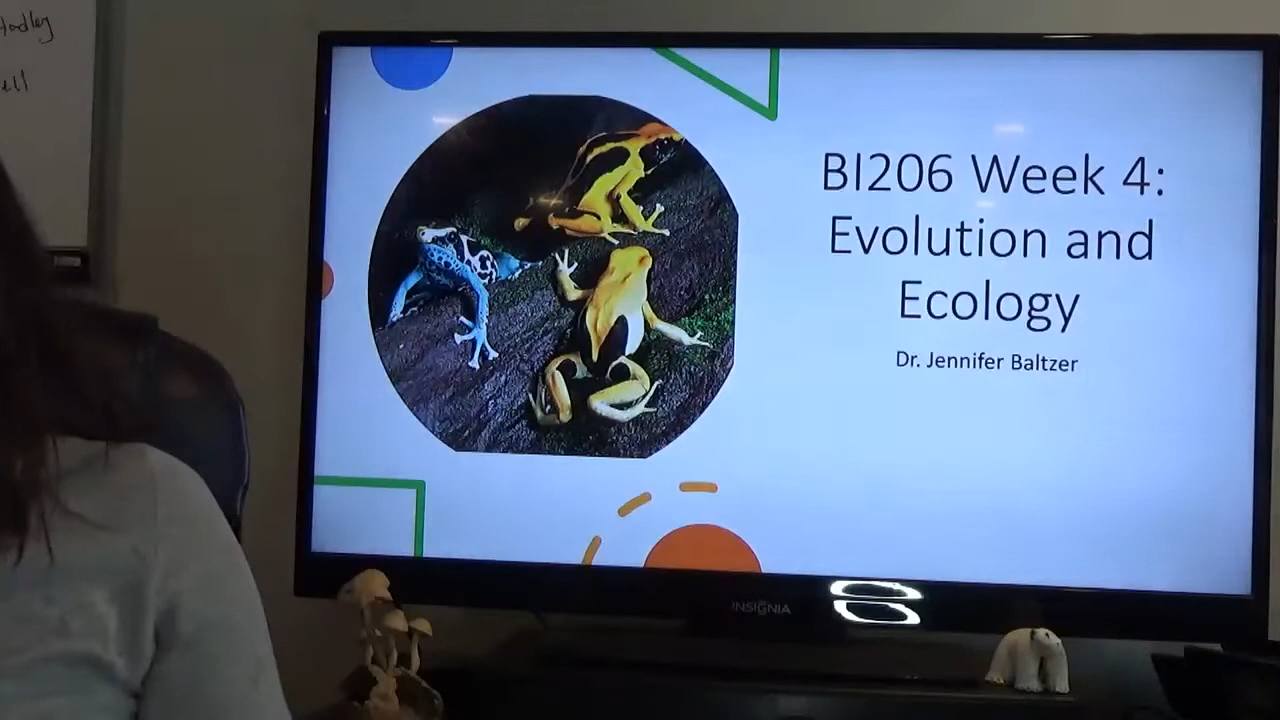 BI206 Week 4:
Evolution and
Ecology
Dr. Jennifer Baltzer
INSIGNIA